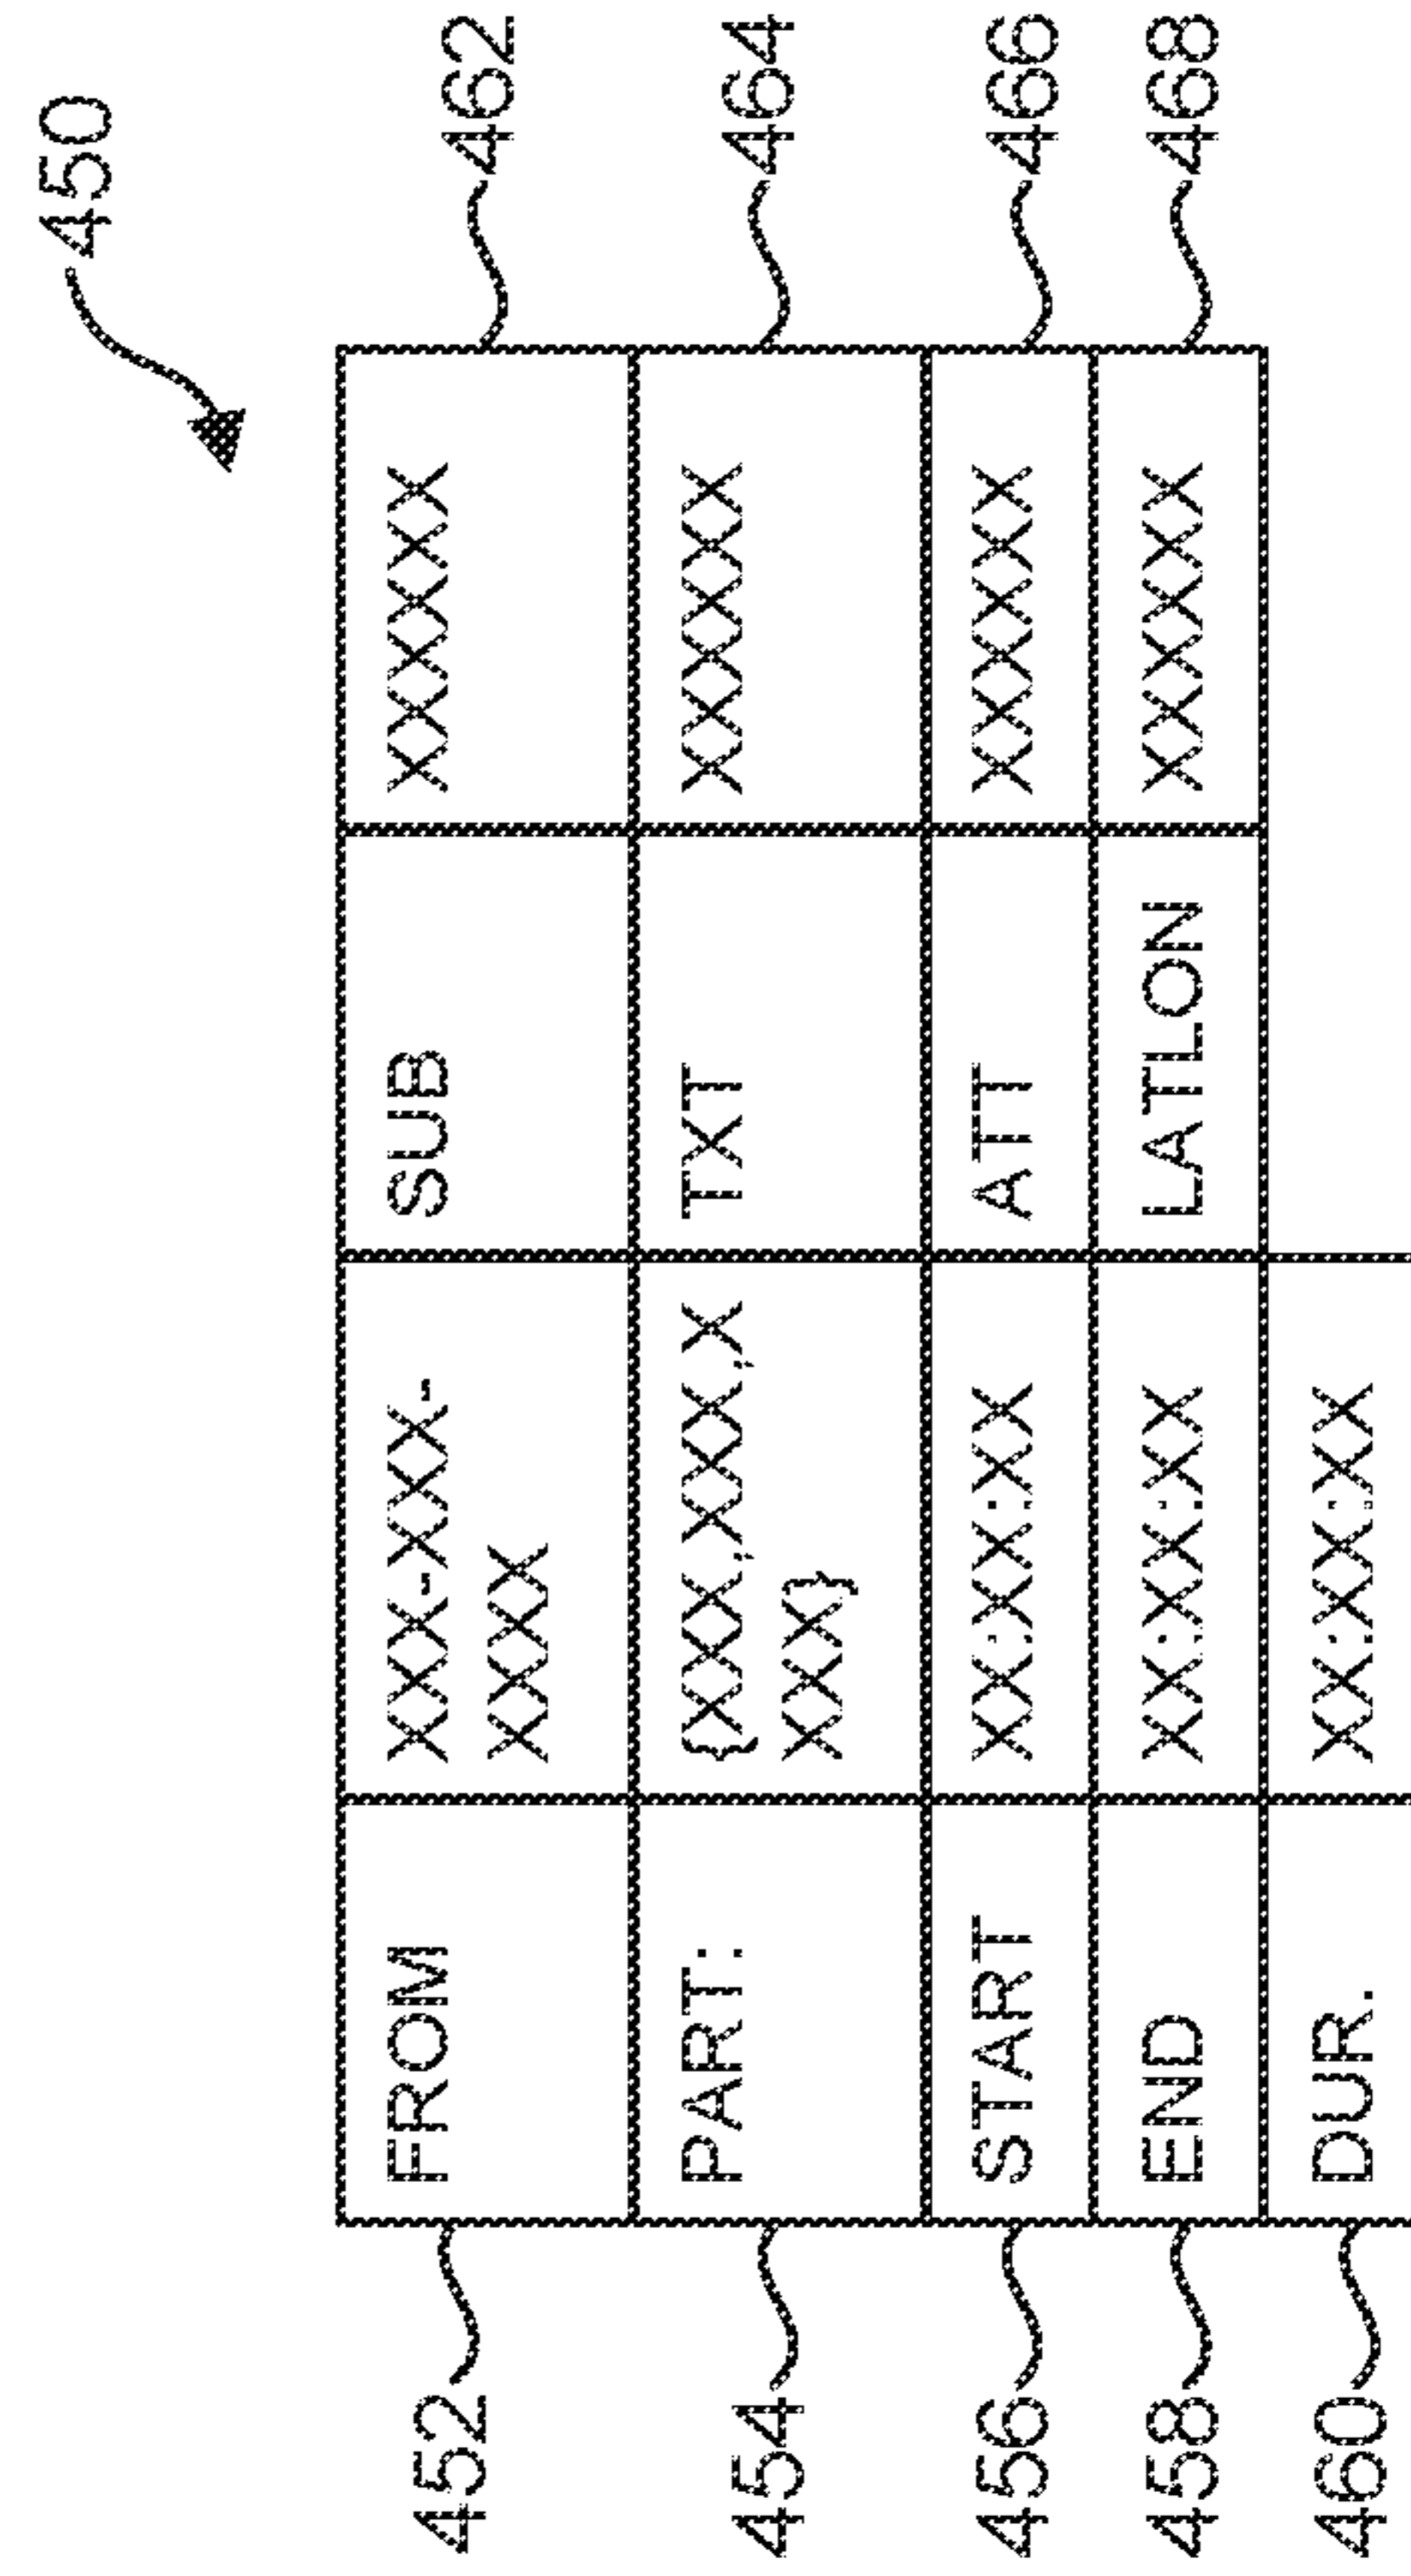 450
452 FROM XXX-XXX- SUB XXXXXX 462
XXXX
454 PART: {XXX,XXX,X TXT XXXXXX 464
XXX}
456 START XX:XX:XX ATT XXXXXX 466
458 END XX:XX:XX LATLON XXXXXX 468
460 DUR. XX:XX:XX